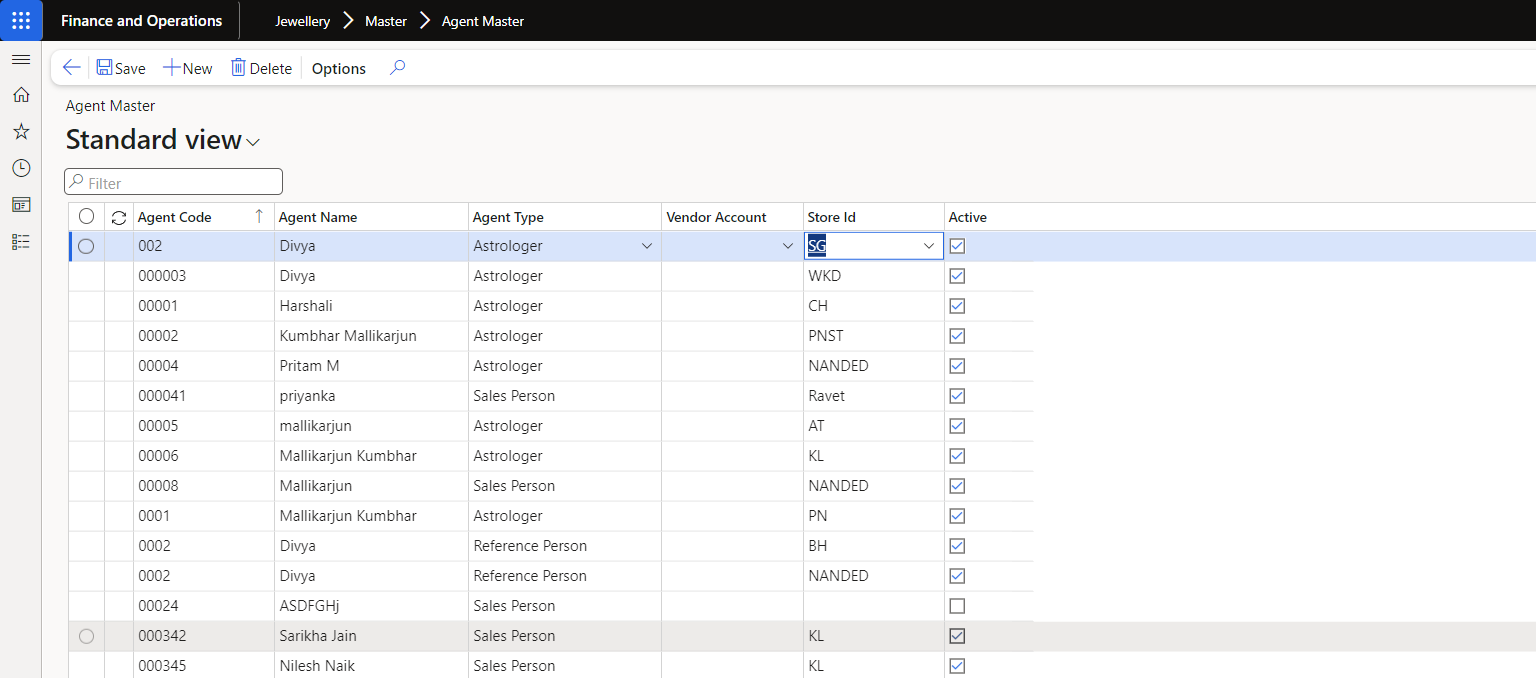 Finance and Operations Jewellery Master Agent Master
Save New Delete Options
Agent Master
Standard view
Filter
Agent Code Agent Name Agent Type Vendor Account Store Id Active
002 Divya Astrologer SG
000003 Divya Astrologer WKD
00001 Harshali Astrologer CH
00002 Kumbhar Mallikarjun Astrologer PNST
00004 Pritam M Astrologer NANDED
000041 priyanka Sales Person Ravet
00005 mallikarjun Astrologer AT
00006 Mallikarjun Kumbhar Astrologer KL
00008 Mallikarjun Sales Person NANDED
0001 Mallikarjun Kumbhar Astrologer PN
0002 Divya Reference Person BH
0002 Divya Reference Person NANDED
00024 ASDFGHj Sales Person
000342 Sarikha Jain Sales Person KL
000345 Nilesh Naik Sales Person KL